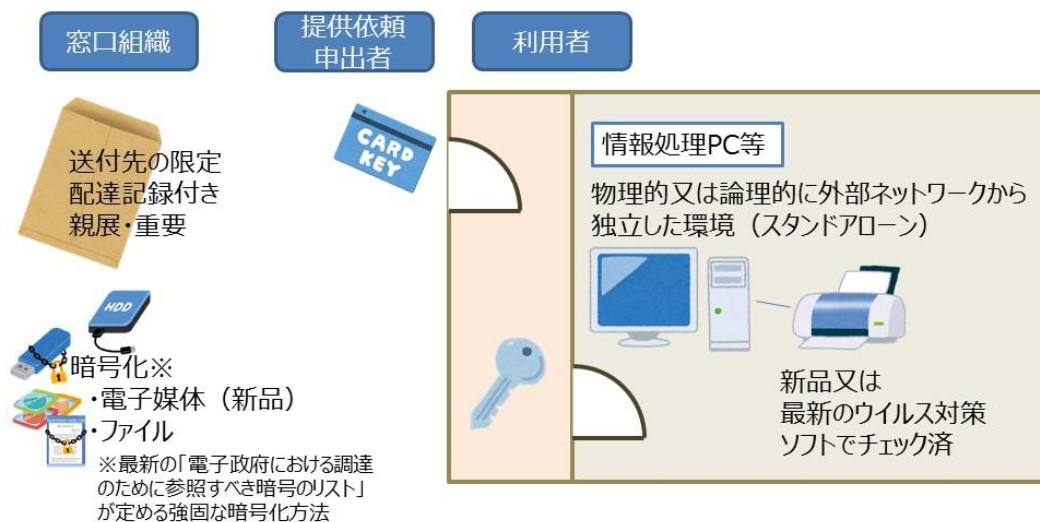 窓口組織
提供依頼
申出者
利用者
送付先の限定
配達記録付き
親展・重要
CARD
KEY
情報処理PC等
物理的又は論理的に外部ネットワークから
独立した環境（スタンドアローン）
HDD
暗号化※
・電子媒体（新品）
・ファイル
※最新の「電子政府における調達
のために参照すべき暗号のリスト」
が定める強固な暗号化方法
新品又は
最新のウイルス対策
ソフトでチェック済